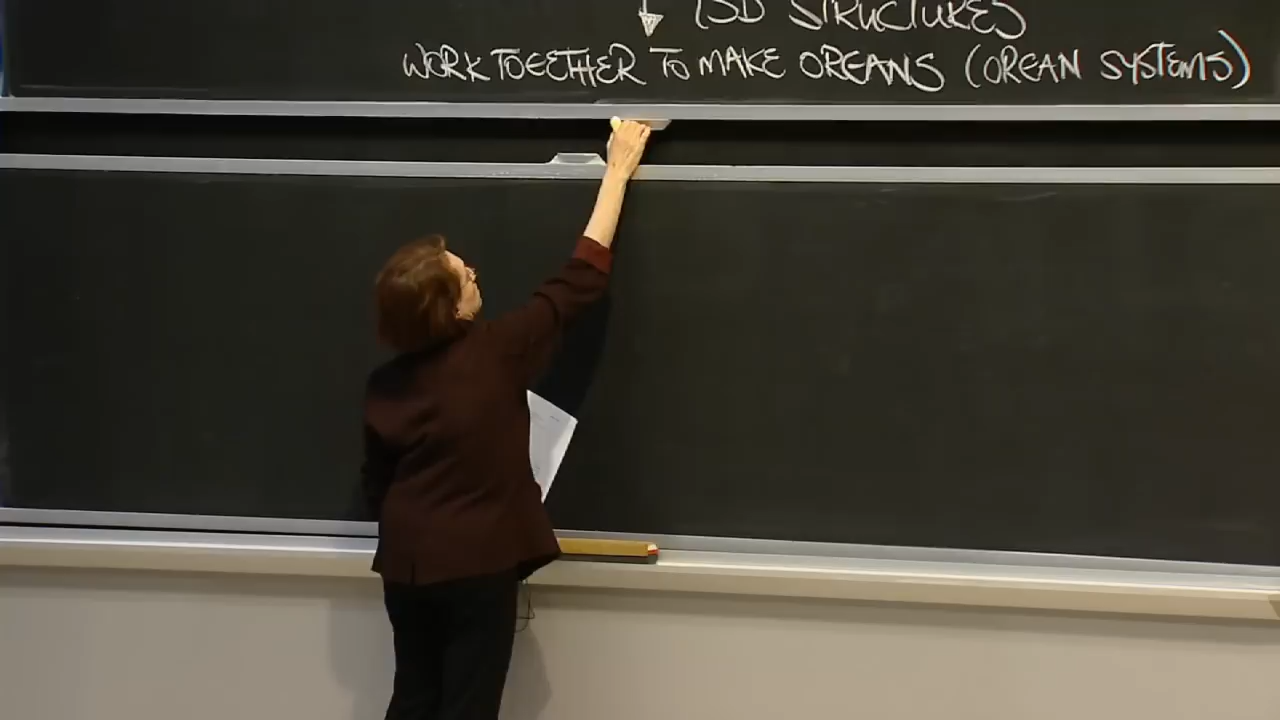 (3D STRUCTURES
WORK TOGETHER TO MAKE ORGANS (ORGAN SYSTEMS)